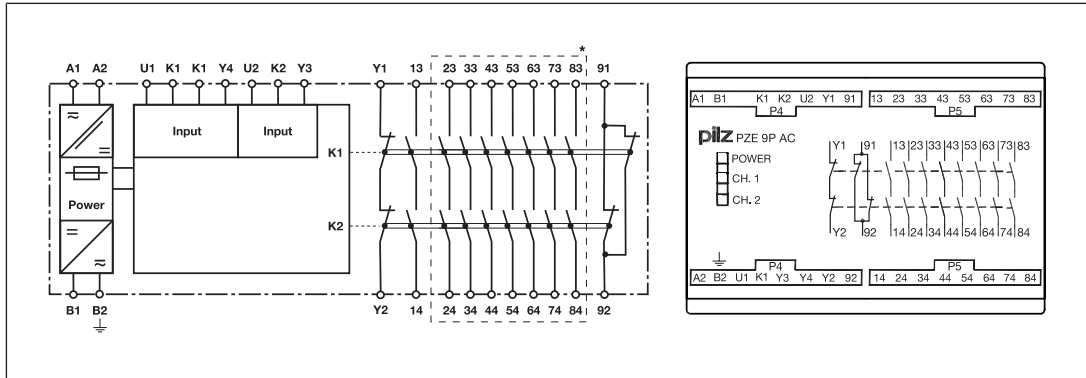 *
A1 A2 U1 K1 K1 Y4 U2 K2 Y3 Y1 13 23 33 43 53 63 73 83 91
Input Input
K1
Power
K2
B1 B2 Y2 14 24 34 44 54 64 74 84 92
A1 B1 K1 K2 U2 Y1 91 13 23 33 43 53 63 73 83
P4 P5
pilz PZE 9P AC
POWER
CH. 1
CH. 2
Y1 91 13 23 33 43 53 63 73 83
Y2 92 14 24 34 44 54 64 74 84
P4 P5
A2 B2 U1 K1 Y3 Y4 Y2 92 14 24 34 44 54 64 74 84